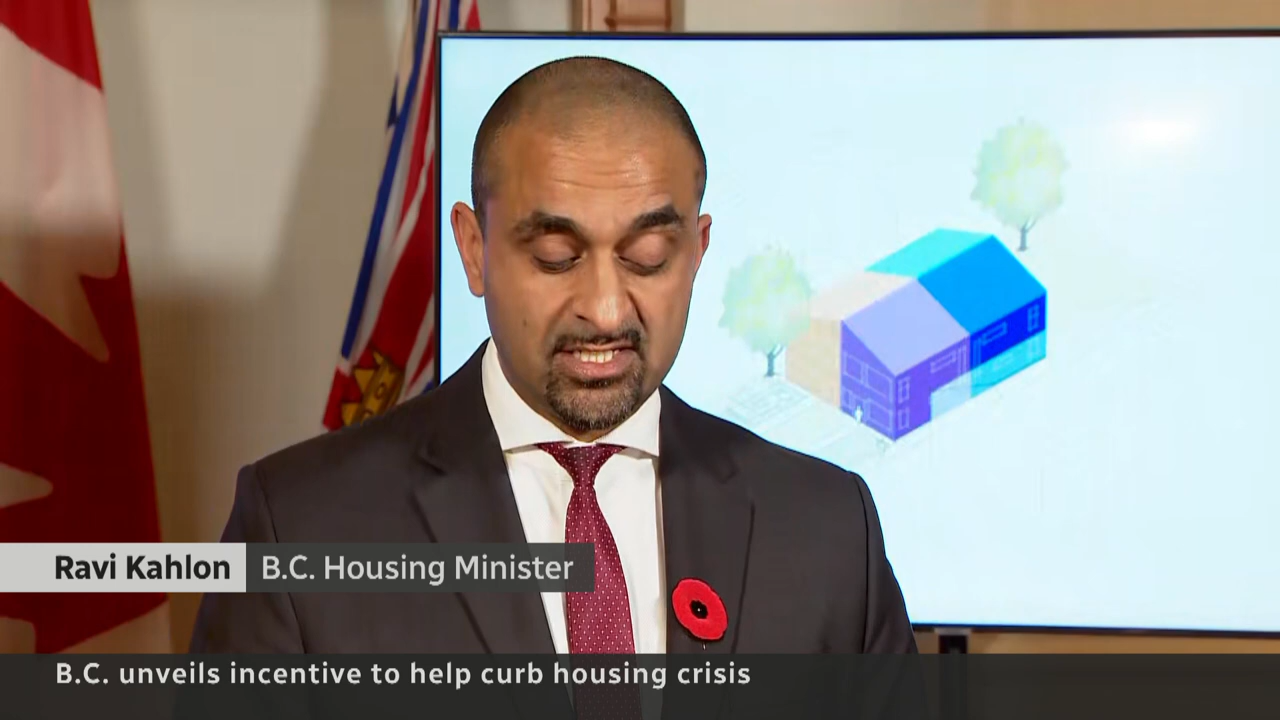 Ravi Kahlon B.C. Housing Minister
B.C. unveils incentive to help curb housing crisis